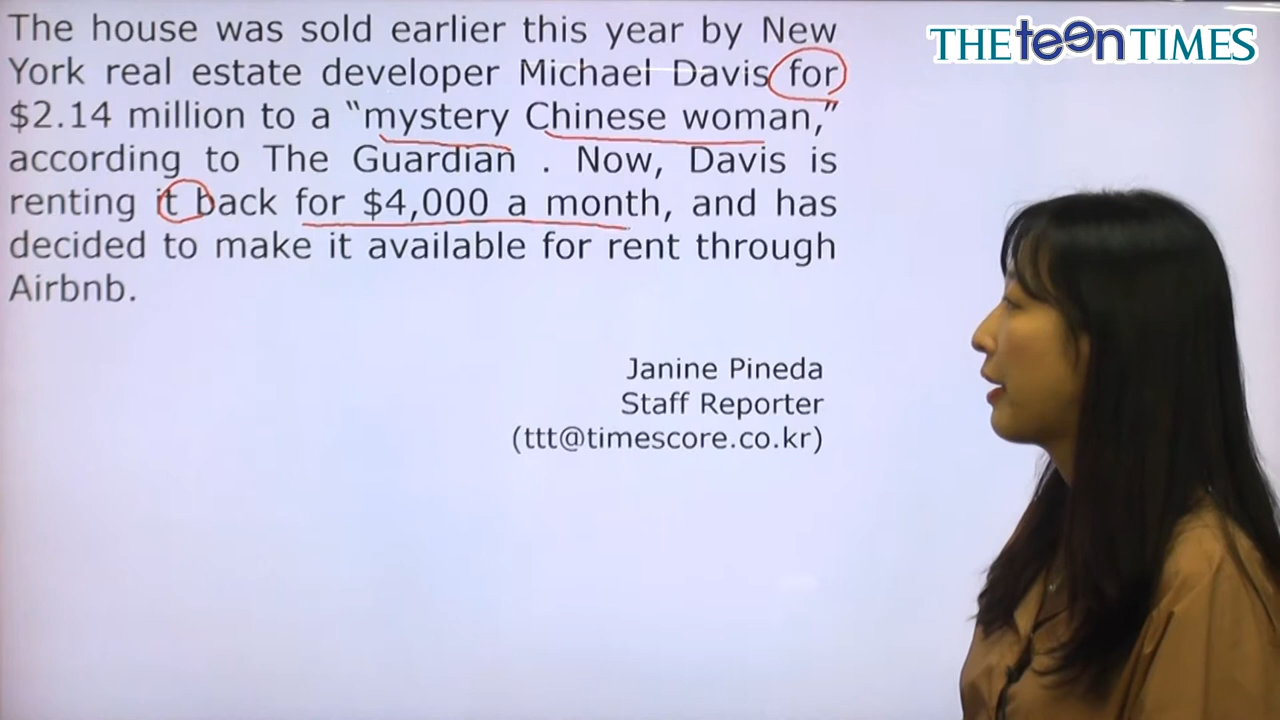 THE teen TIMES
The house was sold earlier this year by New
York real estate developer Michael Davis for
$2.14 million to a “mystery Chinese woman,”
according to The Guardian . Now, Davis is
renting it back for $4,000 a month, and has
decided to make it available for rent through
Airbnb.
Janine Pineda
Staff Reporter
(ttt@timescore.co.kr)